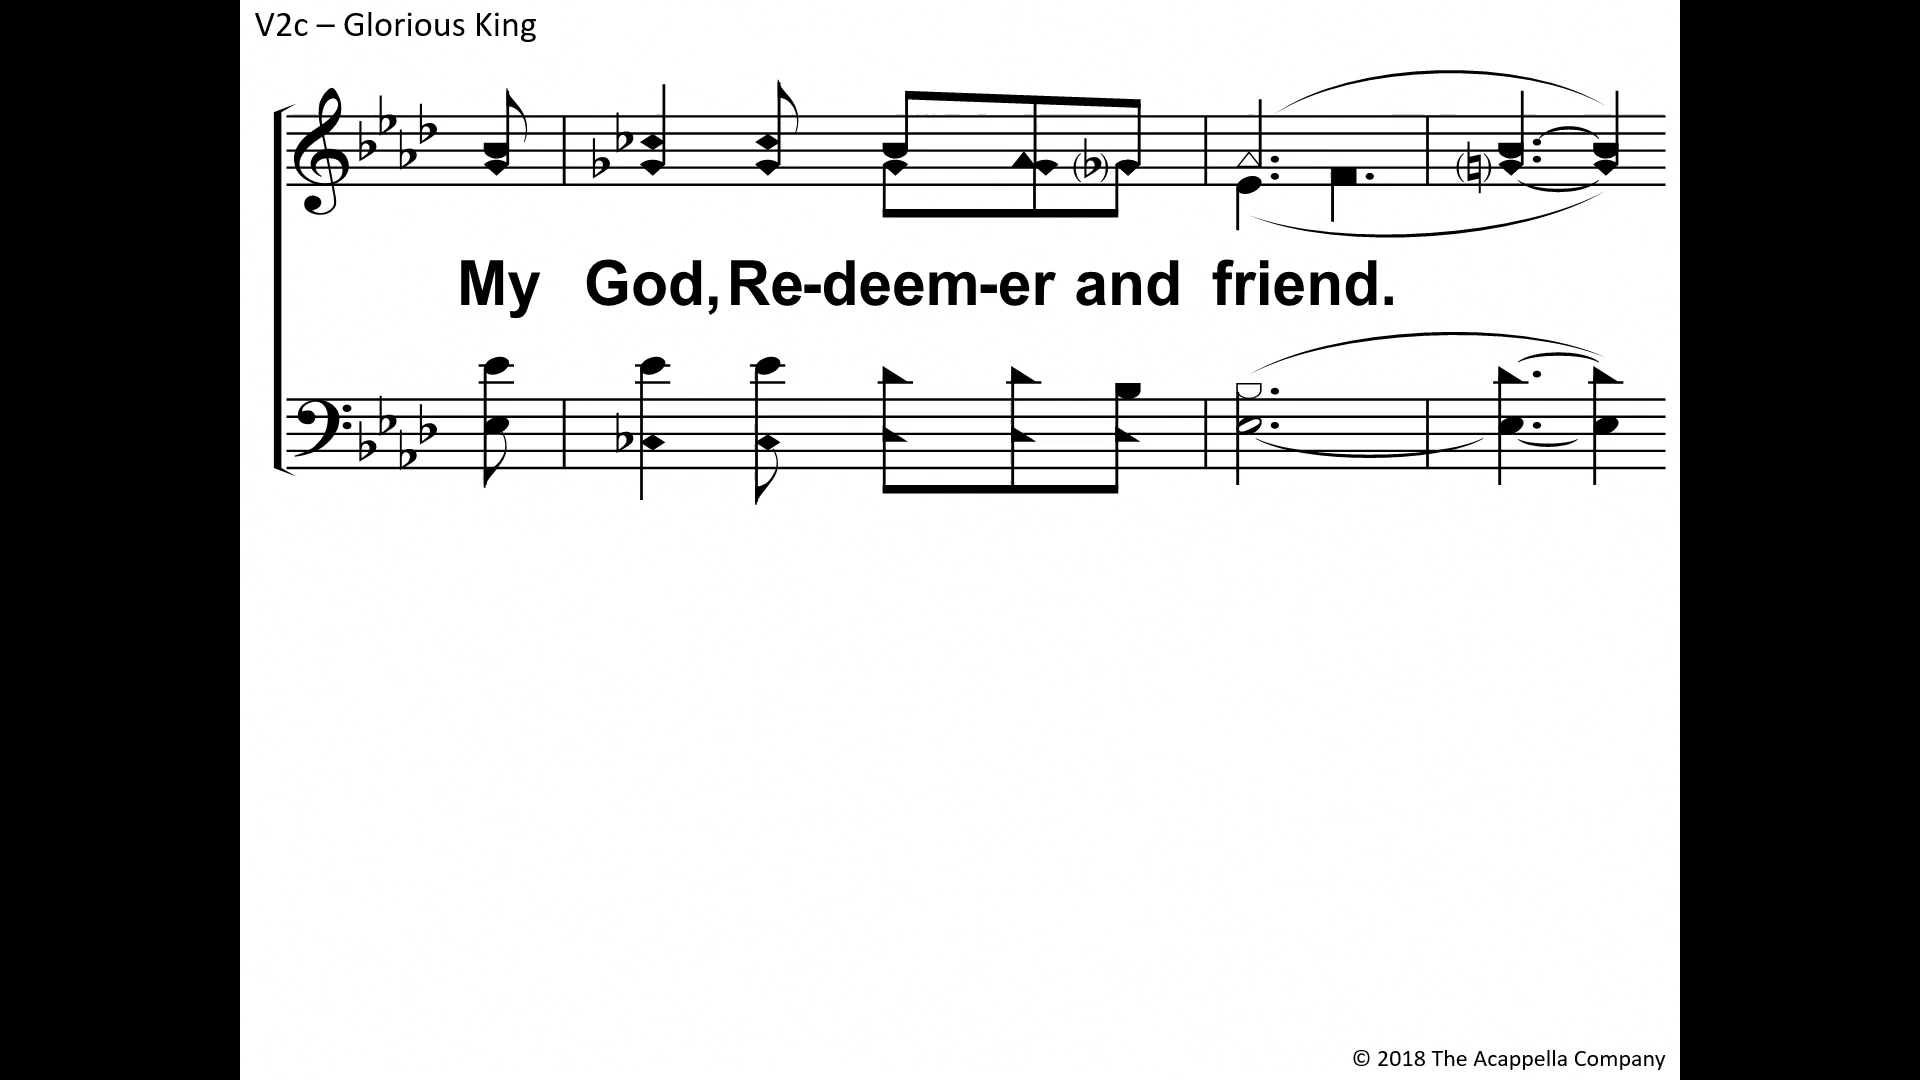 V2c – Glorious King
My God, Re-deem-er and friend.
© 2018 The Acappella Company